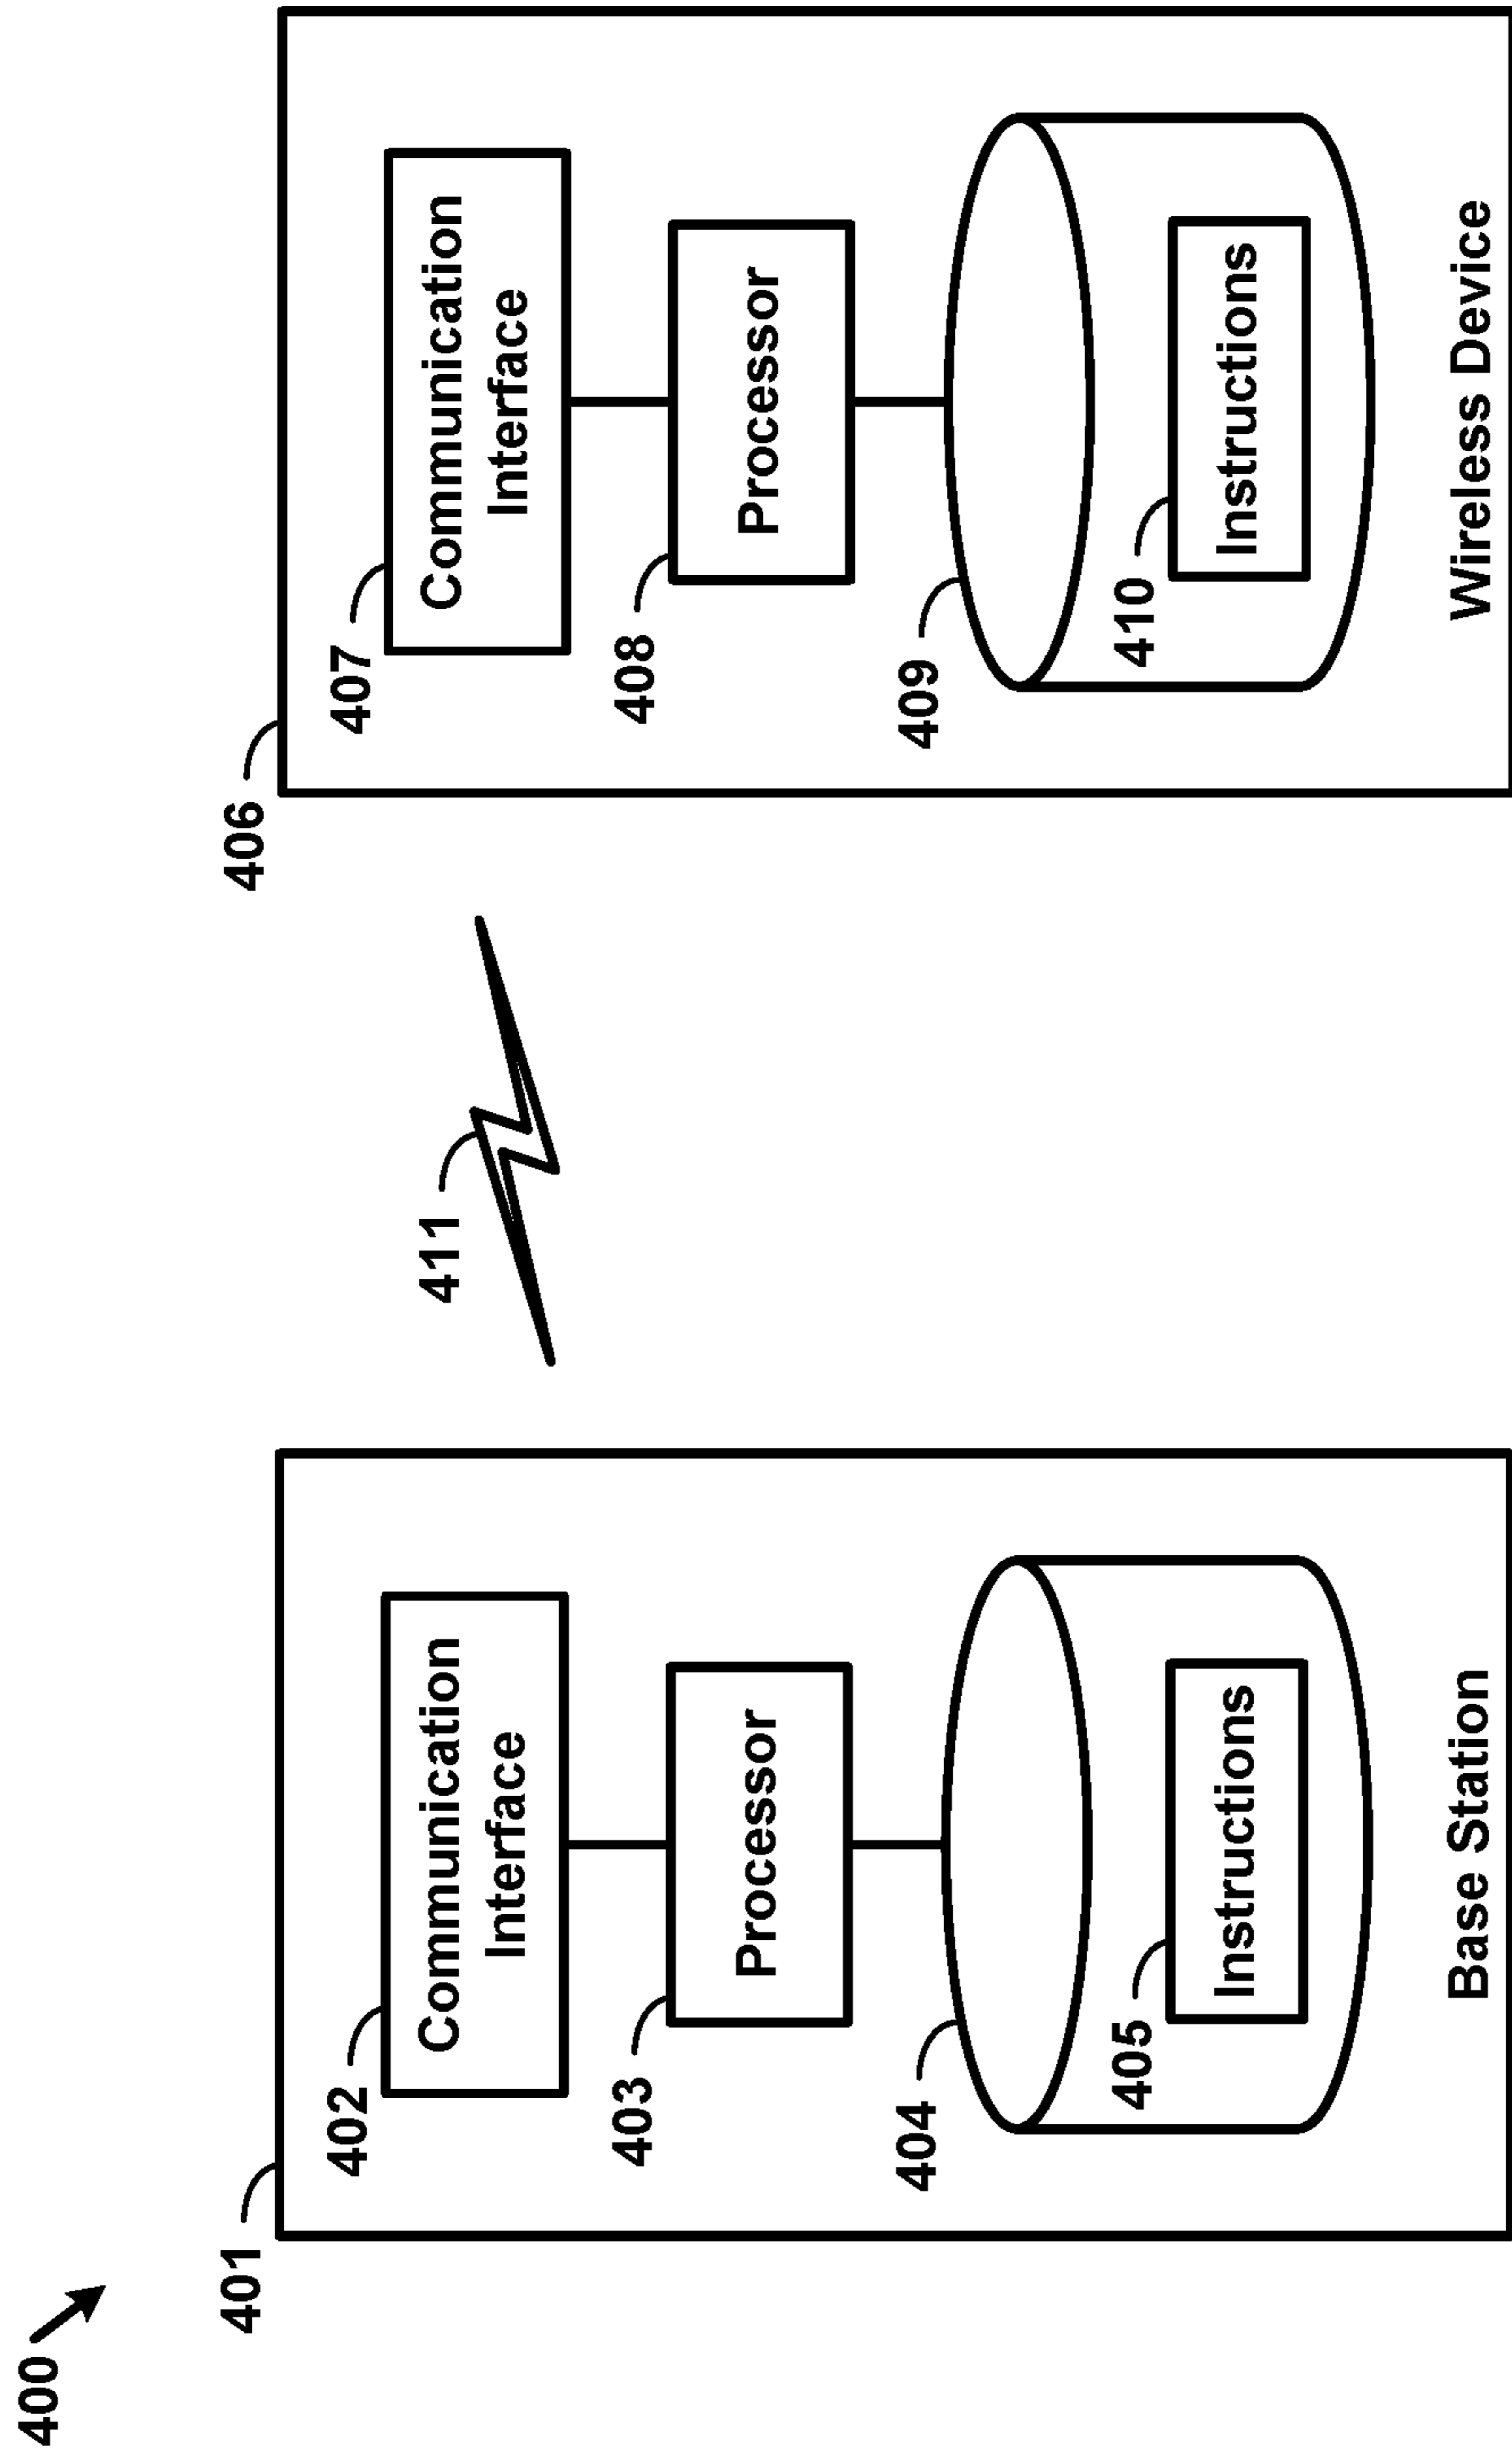 400
401
402
Communication
Interface
403
Processor
404
405
Instructions
Base Station
411
406
407
Communication
Interface
408
Processor
409
410
Instructions
Wireless Device